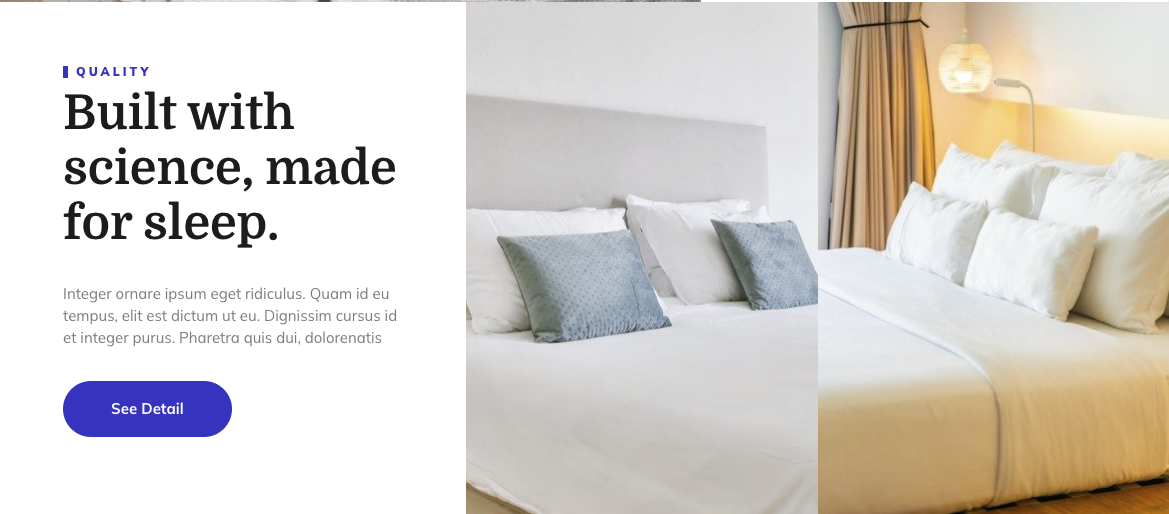 QUALITY
Built with
science, made
for sleep.
Integer ornare ipsum eget ridiculus. Quam id eu
tempus, elit est dictum ut eu. Dignissim cursus id
et integer purus. Pharetra quis dui, dolorenatis
See Detail